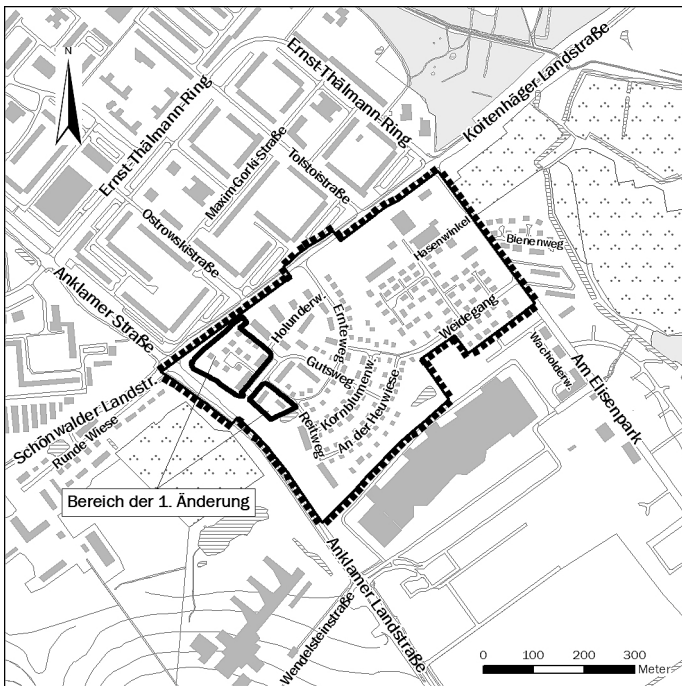 N
Ernst-Thälmann-Ring
Ernst-Thälmann-Ring
Koitenhäger Landstraße
Maxim-Gorki-Straße
Tolstoistraße
Ostrowskistraße
Anklamer Straße
Hasenwinkel
Bienenweg
Holunderw.
Ernteweg
Weidegang
Gutsweg
Kornblumenw.
An der Heuwiese
Wacholderw.
Am Elisenpark
Reitweg
Schönwalder Landstr.
Runde Wiese
Bereich der 1. Änderung
Anklamer Landstraße
Wendelsteinstraße
0 100 200 300
Meter